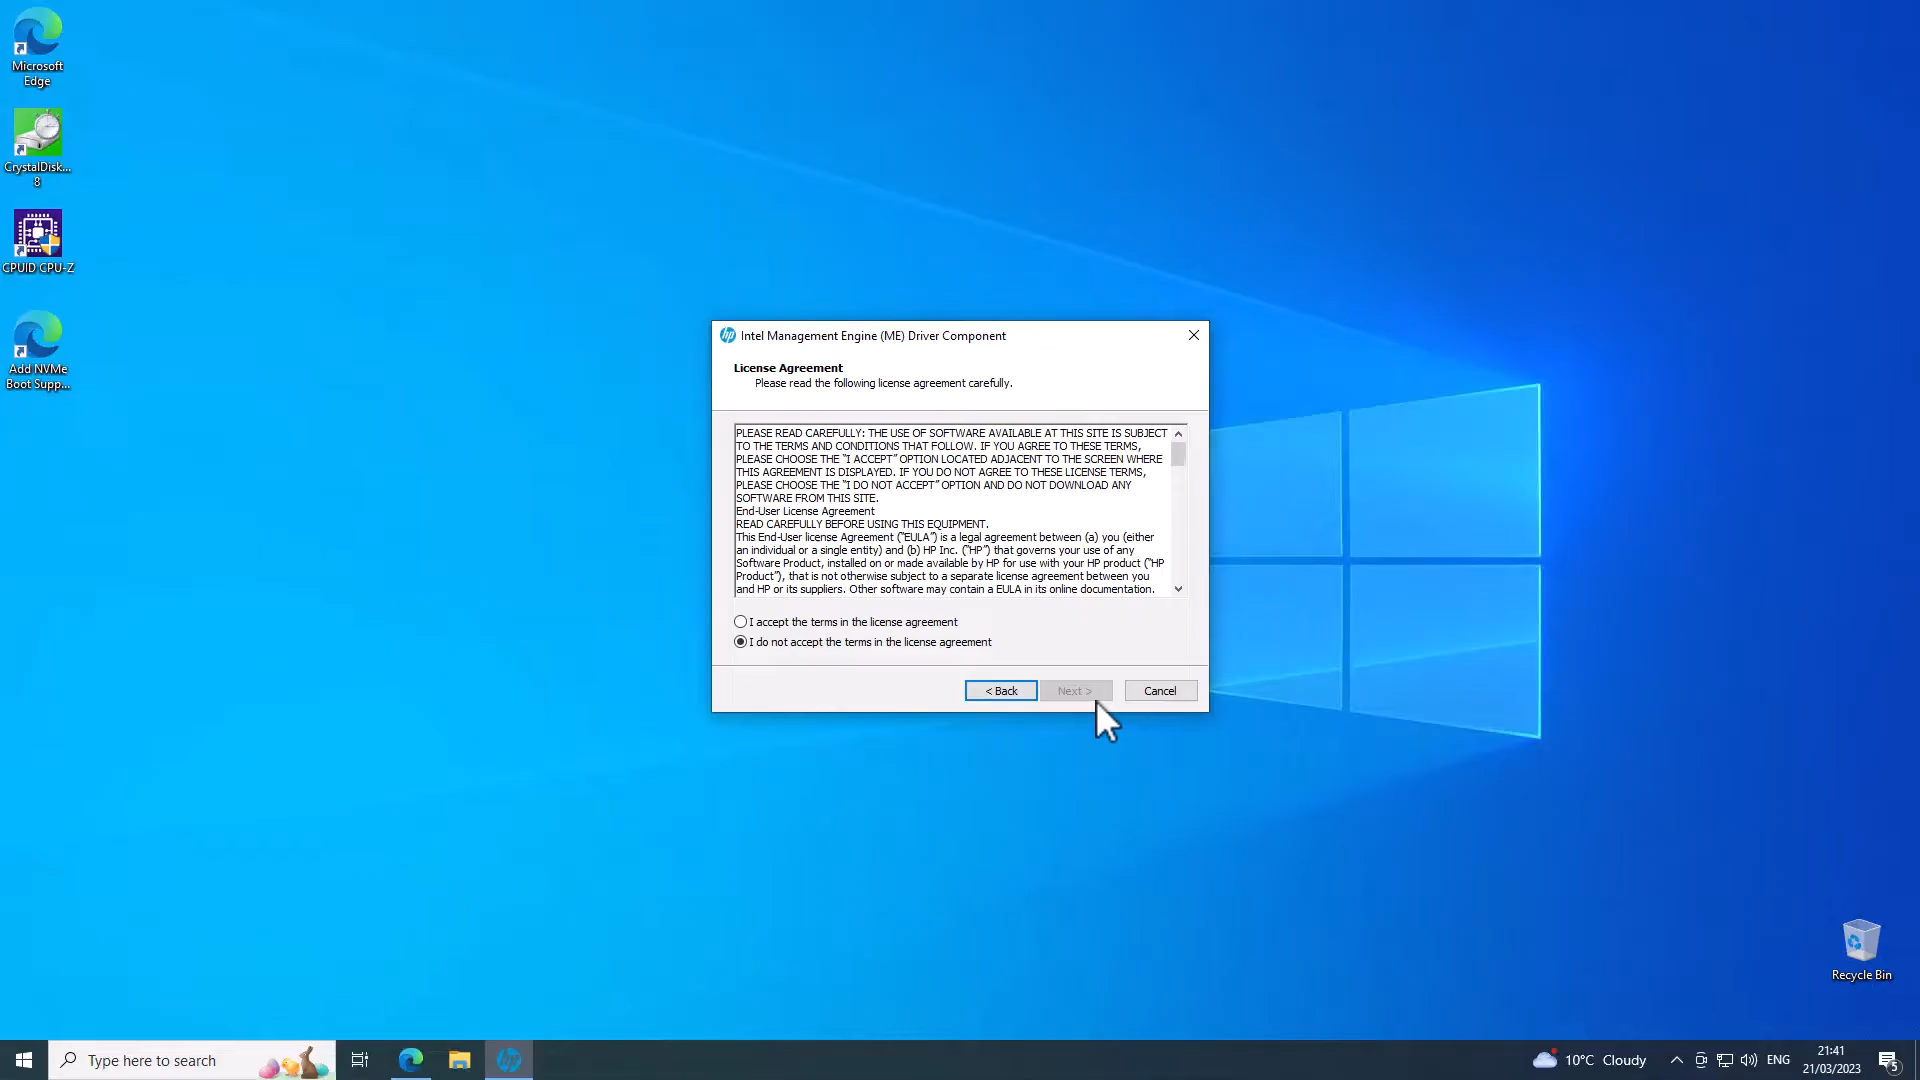 Microsoft
Edge
CrystalDisk...
8
CPUID CPU-Z
Add NVMe
Boot Supp...
Intel Management Engine (ME) Driver Component
License Agreement
Please read the following license agreement carefully.
PLEASE READ CAREFULLY: THE USE OF SOFTWARE AVAILABLE AT THIS SITE IS SUBJECT
TO THE TERMS AND CONDITIONS THAT FOLLOW. IF YOU AGREE TO THESE TERMS,
PLEASE CHOOSE THE “I ACCEPT” OPTION LOCATED ADJACENT TO THE SCREEN WHERE
THIS AGREEMENT IS DISPLAYED. IF YOU DO NOT AGREE TO THESE LICENSE TERMS,
PLEASE CHOOSE THE “I DO NOT ACCEPT” OPTION AND DO NOT DOWNLOAD ANY
SOFTWARE FROM THIS SITE.
End-User License Agreement
READ CAREFULLY BEFORE USING THIS EQUIPMENT.
This End-User license Agreement (“EULA”) is a legal agreement between (a) you (either
an individual or a single entity) and (b) HP Inc. (“HP”) that governs your use of any
Software Product, installed on or made available by HP for use with your HP product (“HP
Product”), that is not otherwise subject to a separate license agreement between you
and HP or its suppliers. Other software may contain a EULA in its online documentation.
I accept the terms in the license agreement
I do not accept the terms in the license agreement
< Back
Next >
Cancel
Recycle Bin
Type here to search
10°C Cloudy
ENG
21:41
21/03/2023
5